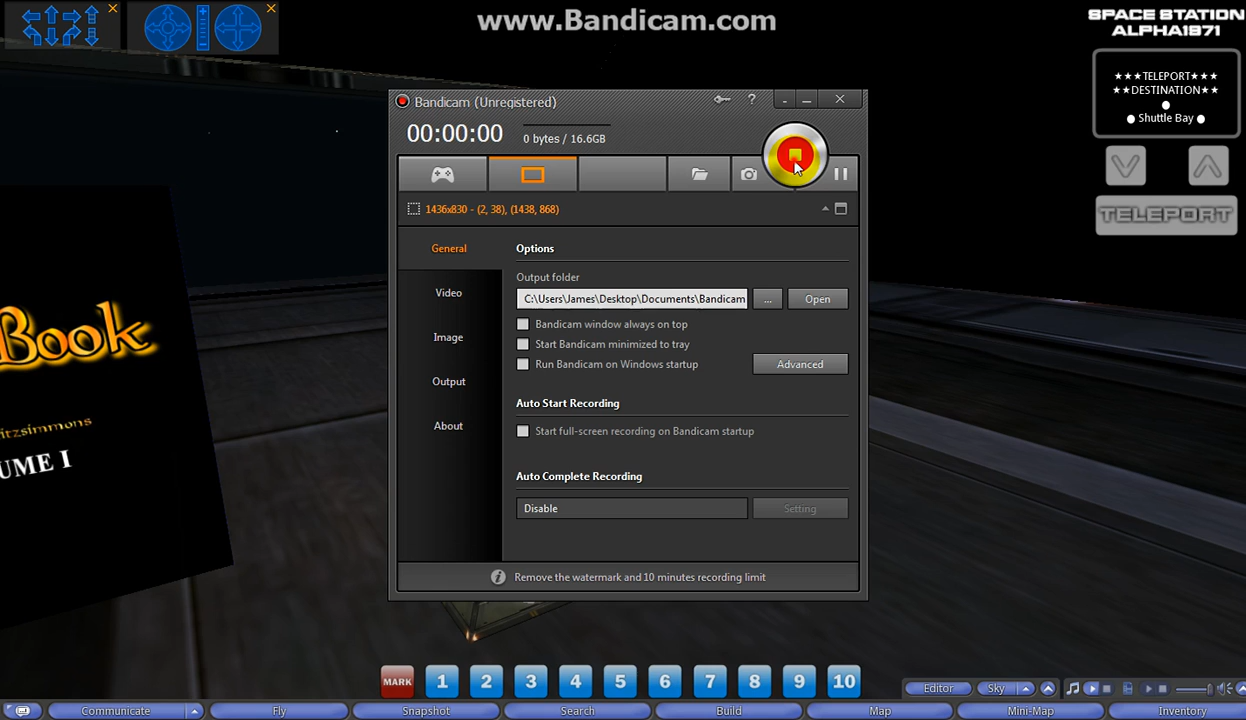 www.Bandicam.com
SPACE STATION
ALPHA1971
★★★TELEPORT★★★
★★DESTINATION★★
●
● Shuttle Bay ●
TELEPORT
Bandicam (Unregistered)
?
00:00:00
0 bytes / 16.6GB
1436x830 - (2, 38), (1438, 868)
General
Video
Image
Output
About
Options
Output folder
C:\Users\James\Desktop\Documents\Bandicam
...
Open
Bandicam window always on top
Start Bandicam minimized to tray
Run Bandicam on Windows startup
Advanced
Auto Start Recording
Start full-screen recording on Bandicam startup
Auto Complete Recording
Disable
Setting
Remove the watermark and 10 minutes recording limit
Book
itzsimmons
UME I
MARK
1
2
3
4
5
6
7
8
9
10
Editor
Sky
Communicate
Fly
Snapshot
Search
Build
Map
Mini-Map
Inventory